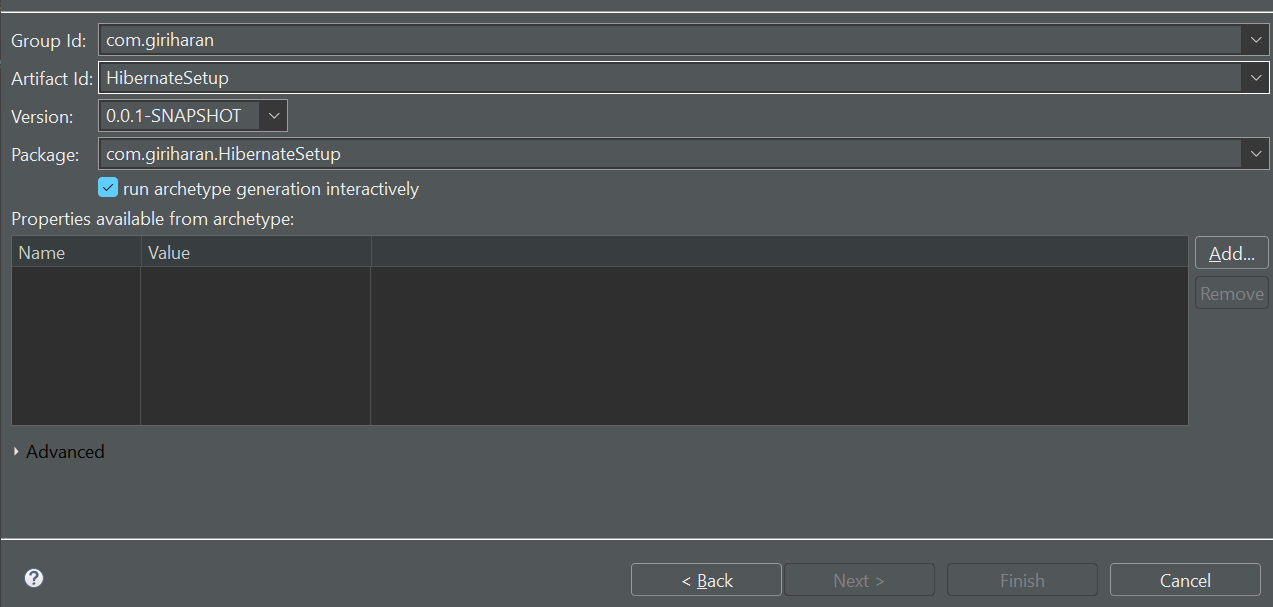 Group Id: com.giriharan
Artifact Id: HibernateSetup
Version: 0.0.1-SNAPSHOT
Package: com.giriharan.HibernateSetup
run archetype generation interactively
Properties available from archetype:
Name Value
Add...
Remove
Advanced
? < Back Next > Finish Cancel